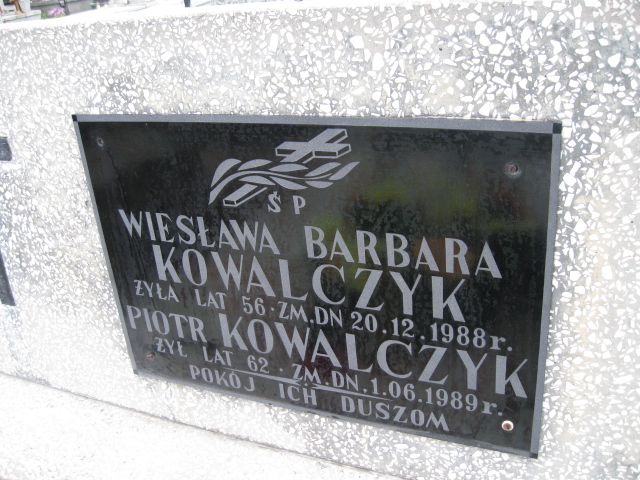 Ś P
WIESŁAWA BARBARA
KOWALCZYK
ŻYŁA LAT 56 · ZM. DN 20.12.1988 r.
PIOTR KOWALCZYK
ŻYŁ LAT 62 · ZM. DN. 1.06.1989 r.
POKÓJ ICH DUSZOM